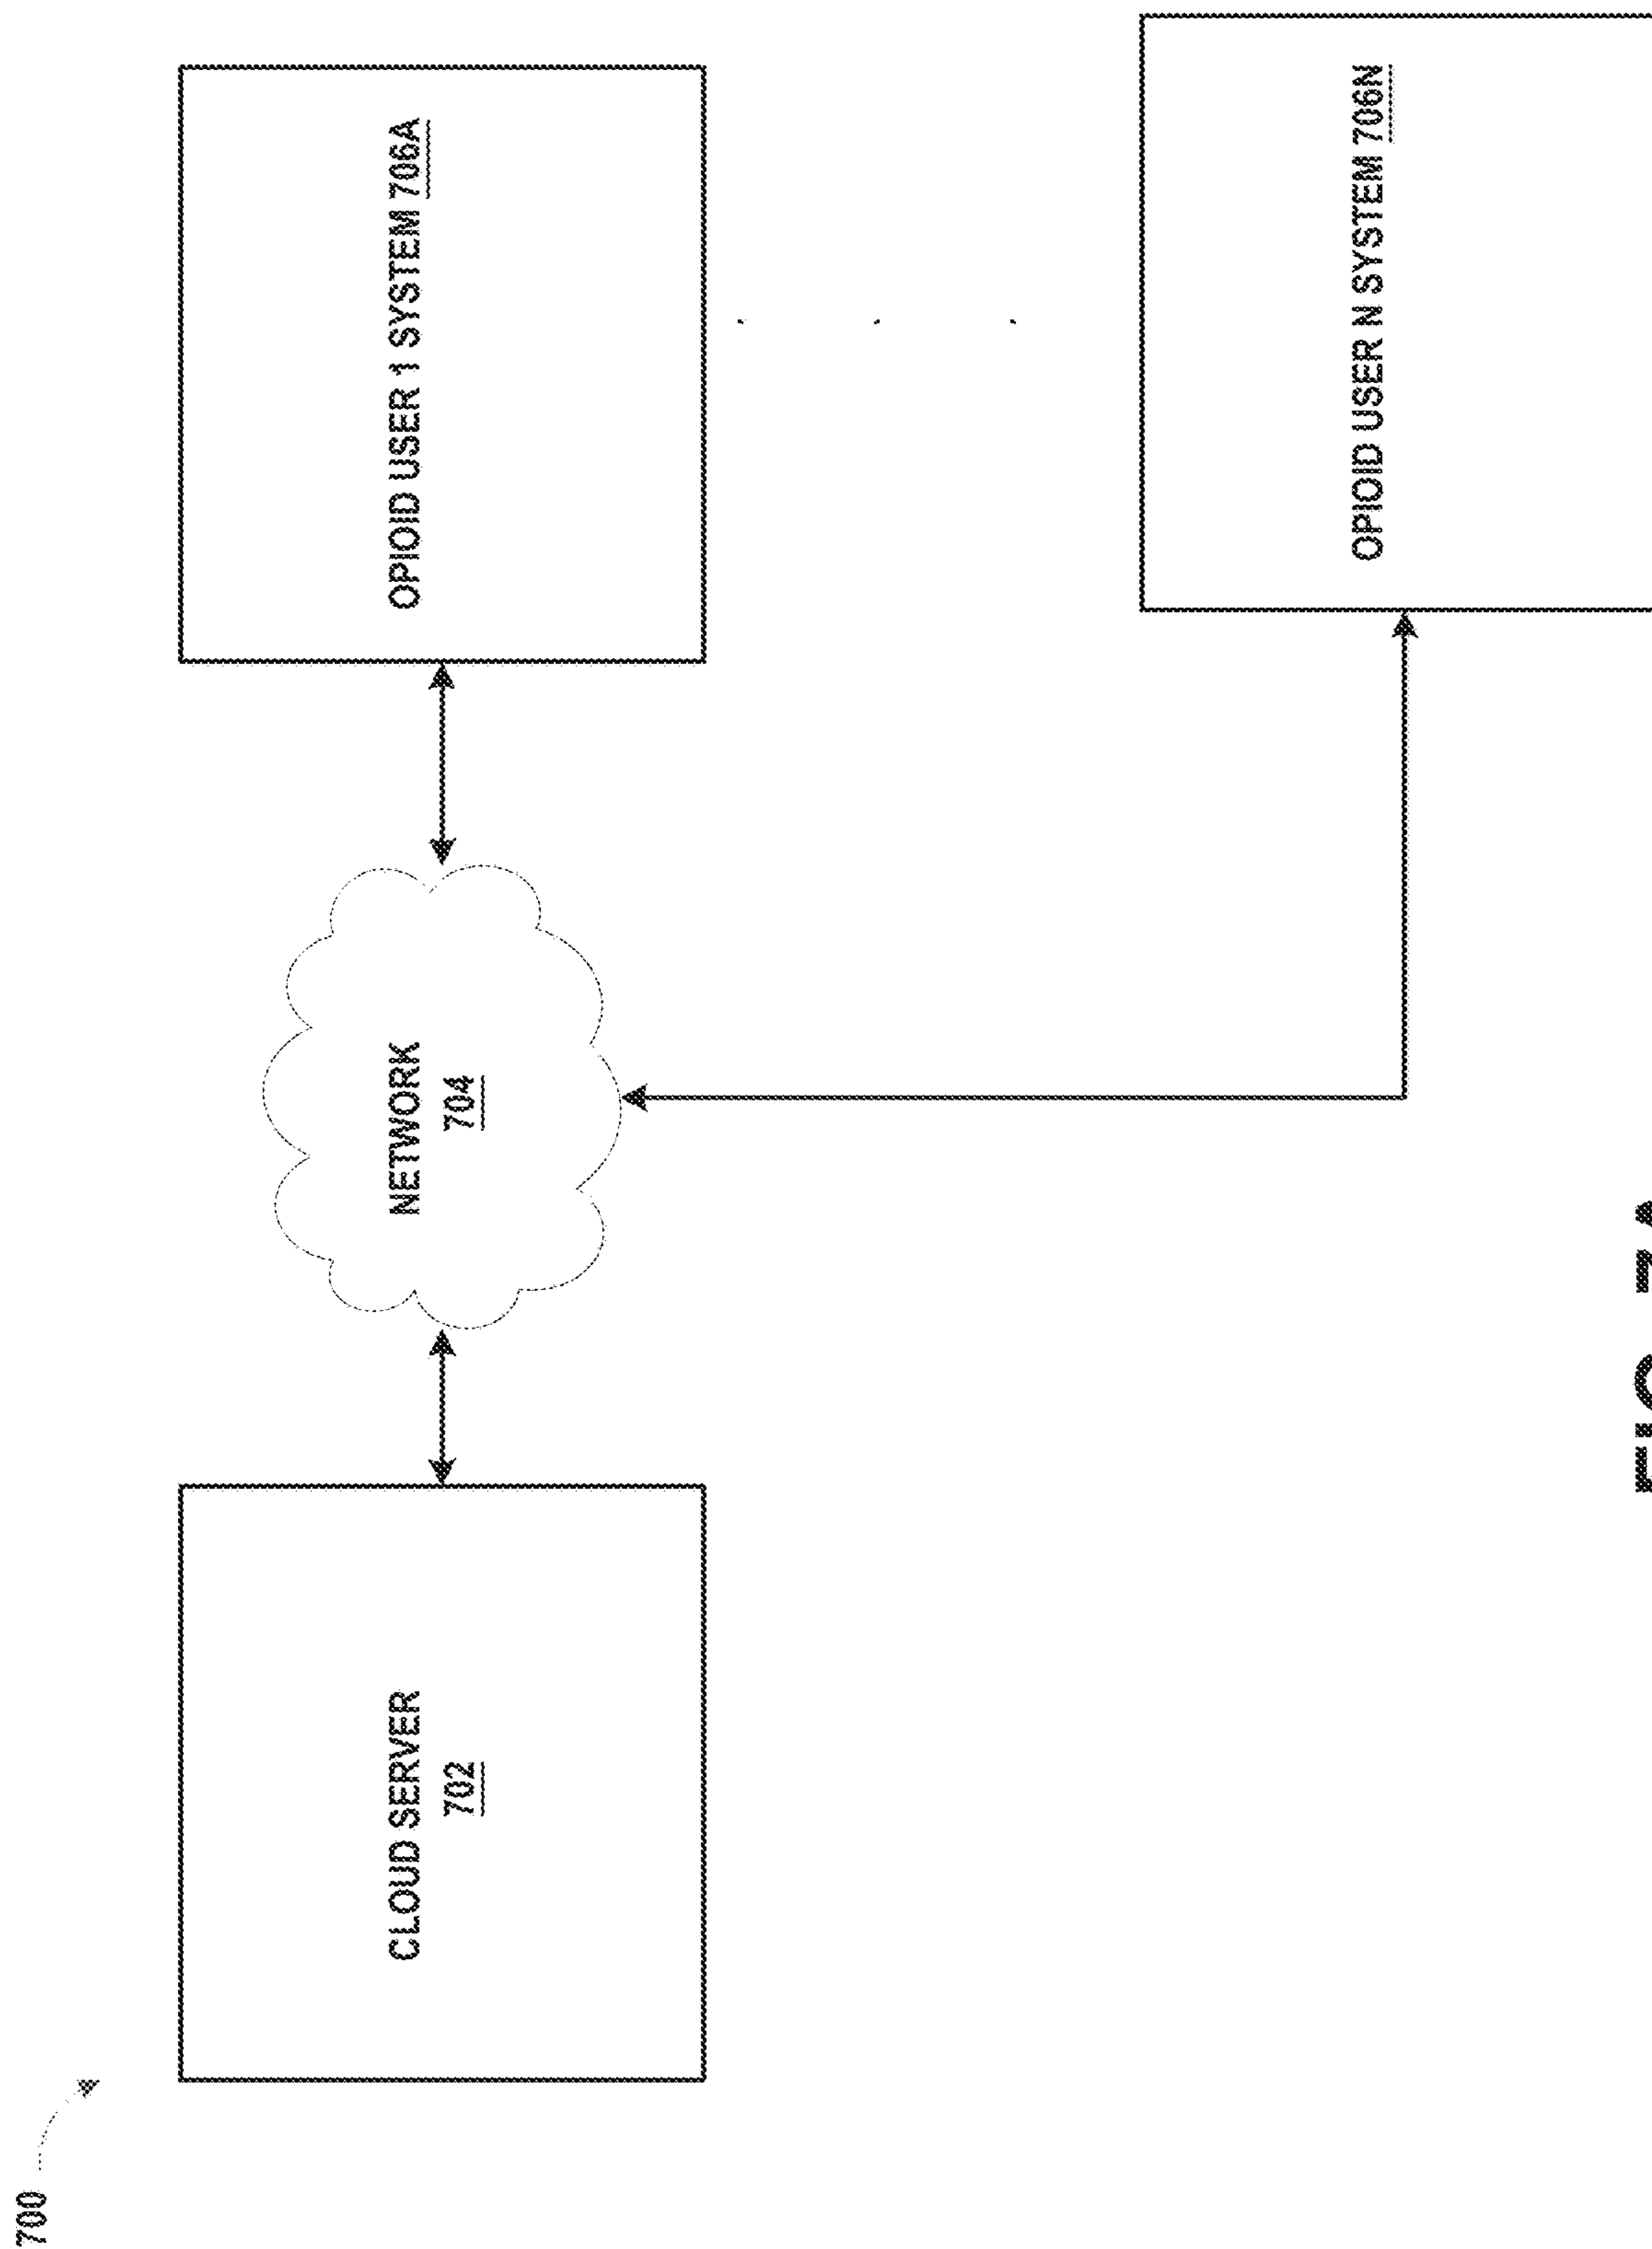 700
CLOUD SERVER
702
NETWORK
704
OPIOID USER 1 SYSTEM 706A
OPIOID USER N SYSTEM 706N